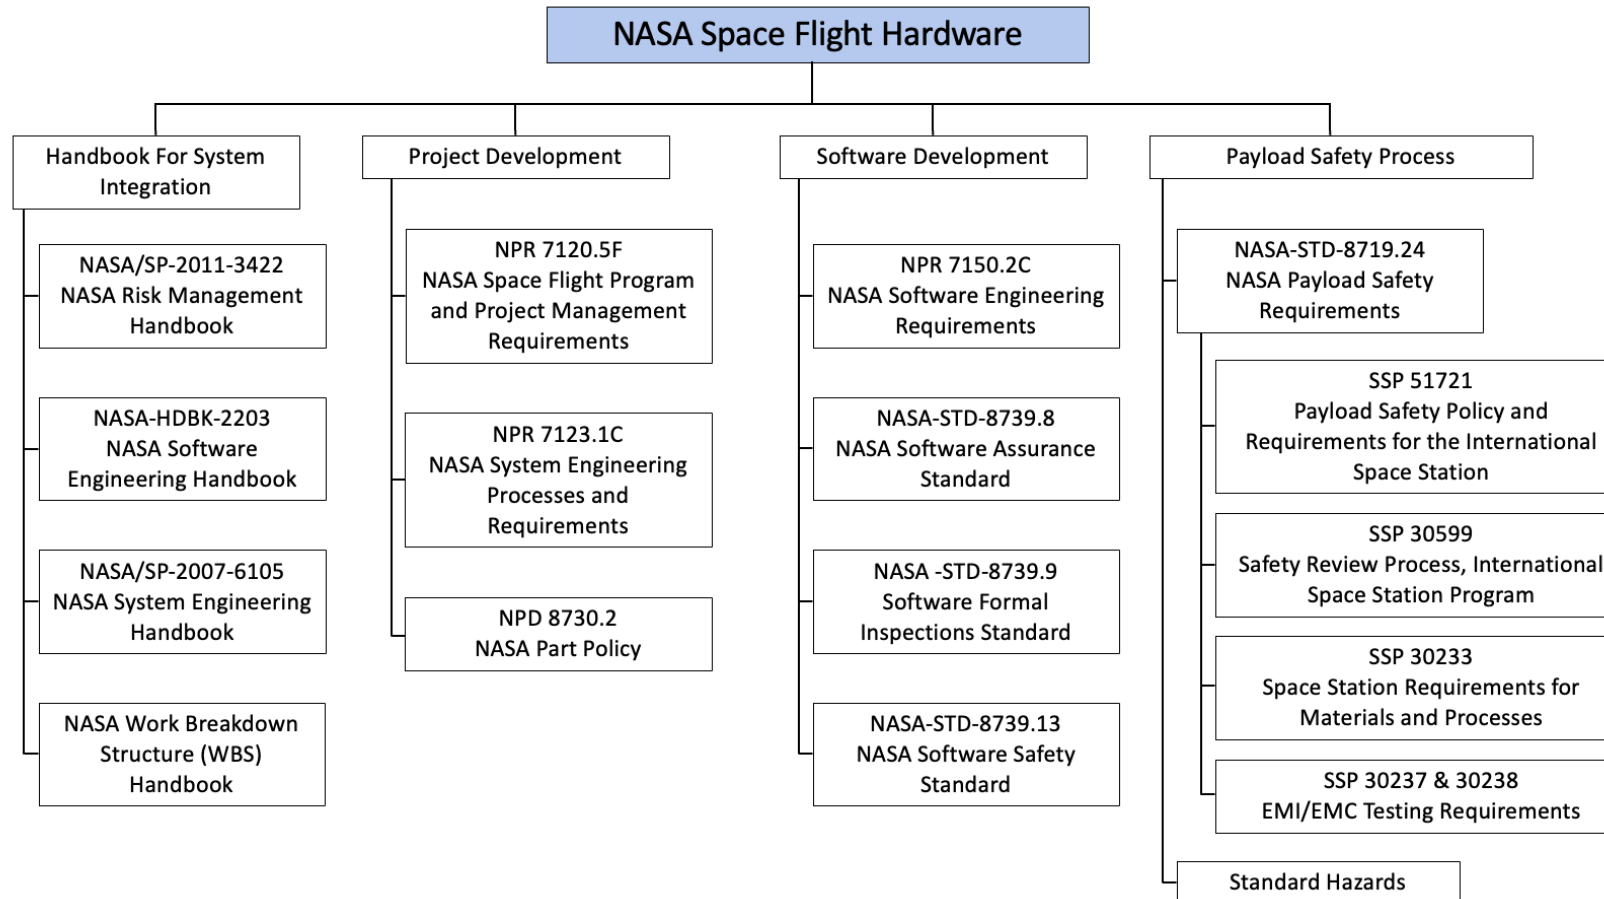 NASA Space Flight Hardware
Handbook For System
Integration
NASA/SP-2011-3422
NASA Risk Management
Handbook
NASA-HDBK-2203
NASA Software
Engineering Handbook
NASA/SP-2007-6105
NASA System Engineering
Handbook
NASA Work Breakdown
Structure (WBS)
Handbook
Project Development
NPR 7120.5F
NASA Space Flight Program
and Project Management
Requirements
NPR 7123.1C
NASA System Engineering
Processes and
Requirements
NPD 8730.2
NASA Part Policy
Software Development
NPR 7150.2C
NASA Software Engineering
Requirements
NASA-STD-8739.8
NASA Software Assurance
Standard
NASA -STD-8739.9
Software Formal
Inspections Standard
NASA-STD-8739.13
NASA Software Safety
Standard
Payload Safety Process
NASA-STD-8719.24
NASA Payload Safety
Requirements
SSP 51721
Payload Safety Policy and
Requirements for the International
Space Station
SSP 30599
Safety Review Process, International
Space Station Program
SSP 30233
Space Station Requirements for
Materials and Processes
SSP 30237 & 30238
EMI/EMC Testing Requirements
Standard Hazards